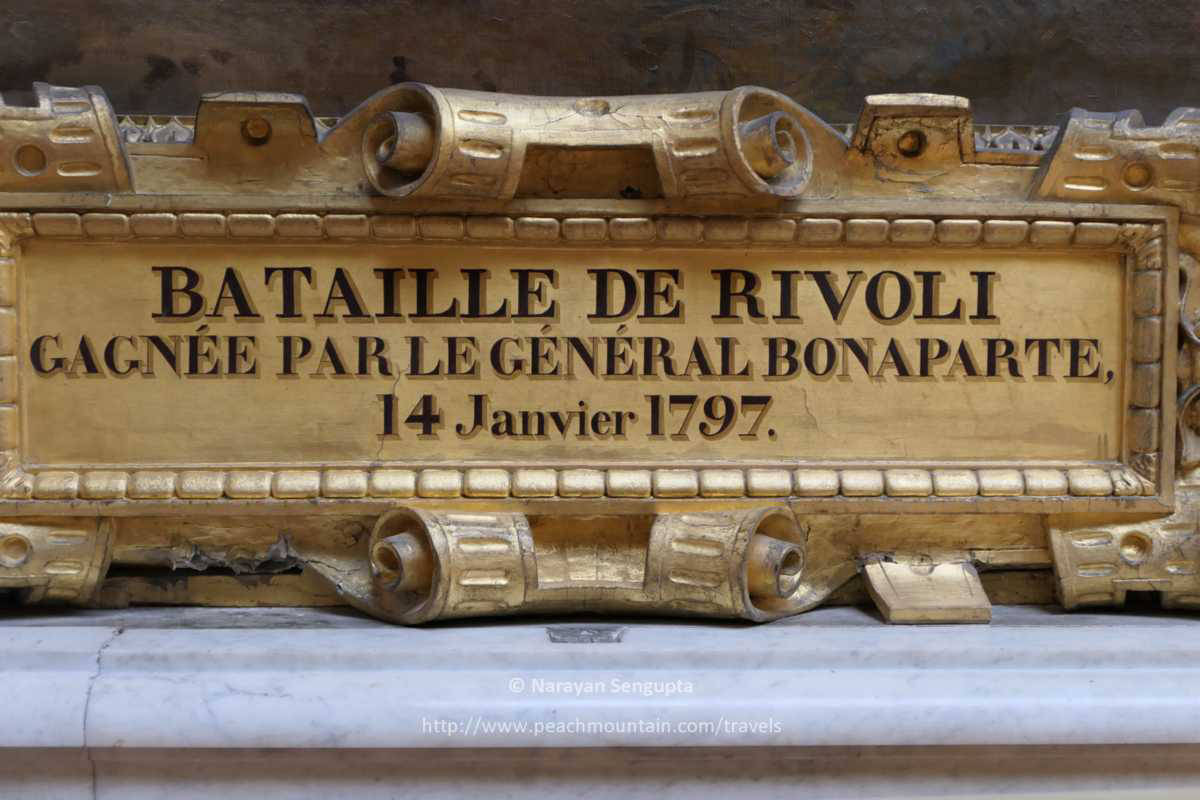 BATAILLE DE RIVOLI
GAGNÉE PAR LE GÉNÉRAL BONAPARTE,
14 Janvier 1797.
© Narayan Sengupta
http://www.peachmountain.com/travels